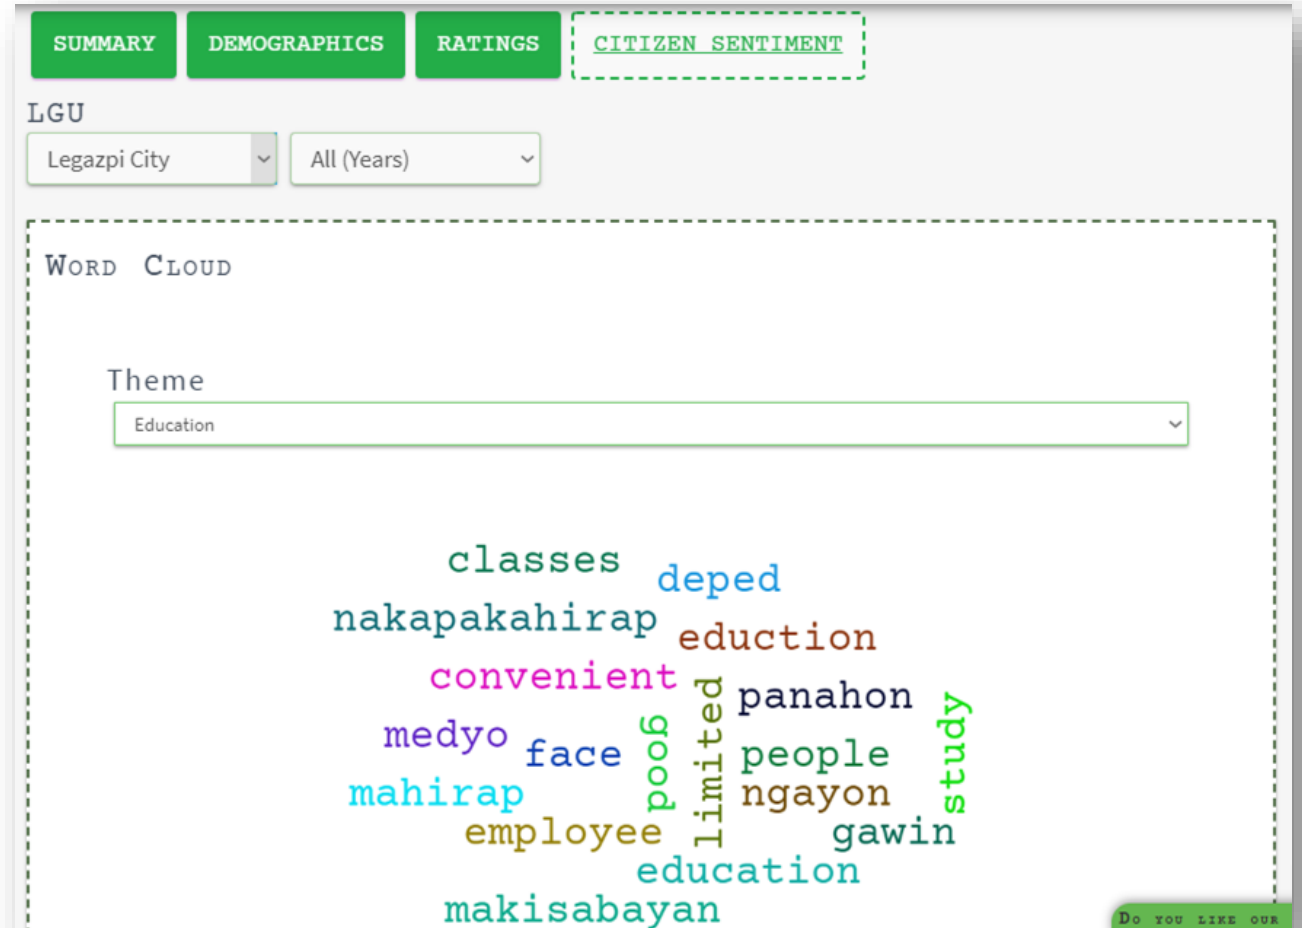 SUMMARY DEMOGRAPHICS RATINGS CITIZEN SENTIMENT
LGU
Legazpi City All (Years)
WORD CLOUD
Theme
Education
classes
deped
nakapakahirap
eduction
convenient
limited
panahon
study
medyo
face
good
people
mahirap
ngayon
employee
gawin
education
makisabayan
DO YOU LIKE OUR